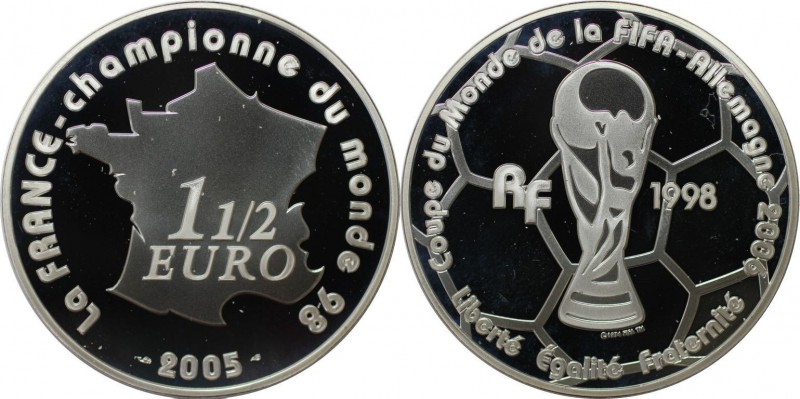 La FRANCE-championne du monde 98
1 1/2
EURO
2005
Coupe du Monde de la FIFA-Allemagne 2006
RF
1998
Liberté Égalité Fraternité